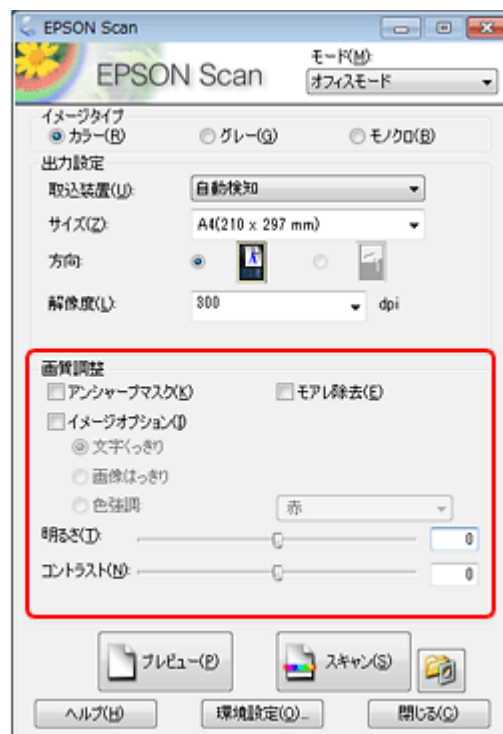 EPSON Scan
EPSON Scan
モード(M):
オフィスモード
イメージタイプ
カラー(R) グレー(G) モノクロ(B)
出力設定
取込装置(U): 自動検知
サイズ(Z): A4(210 x 297 mm)
方向:
解像度(L): 300 dpi
画質調整
アンシャープマスク(K) モアレ除去(E)
イメージオプション(I)
文字くっきり
画像はっきり
色強調: 赤
明るさ(T): 0
コントラスト(N): 0
プレビュー(P) スキャン(S)
ヘルプ(H) 環境設定(O)... 閉じる(C)